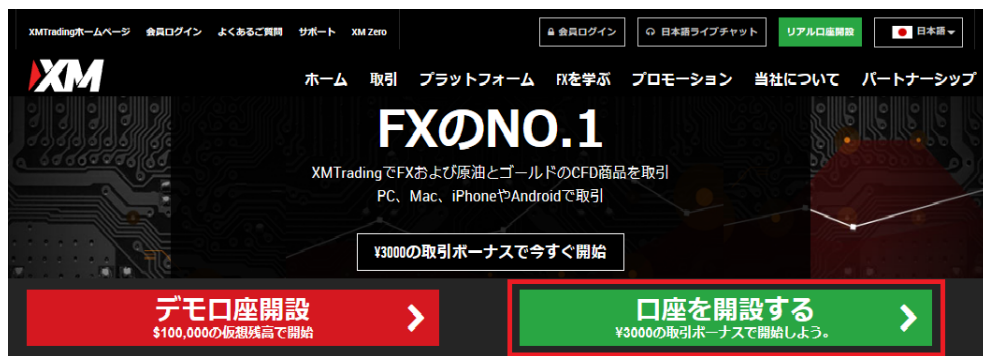 XMTradingホームページ 会員ログイン よくあるご質問 サポート XM Zero 会員ログイン 日本語ライブチャット リアル口座開設 日本語
XM ホーム 取引 プラットフォーム FXを学ぶ プロモーション 当社について パートナーシップ
FXのNO.1
XMTradingでFXおよび原油とゴールドのCFD商品を取引
PC、Mac、iPhoneやAndroidで取引
¥3000の取引ボーナスで今すぐ開始
デモ口座開設
$100,000の仮想残高で開始
口座を開設する
¥3000の取引ボーナスで開始しよう。